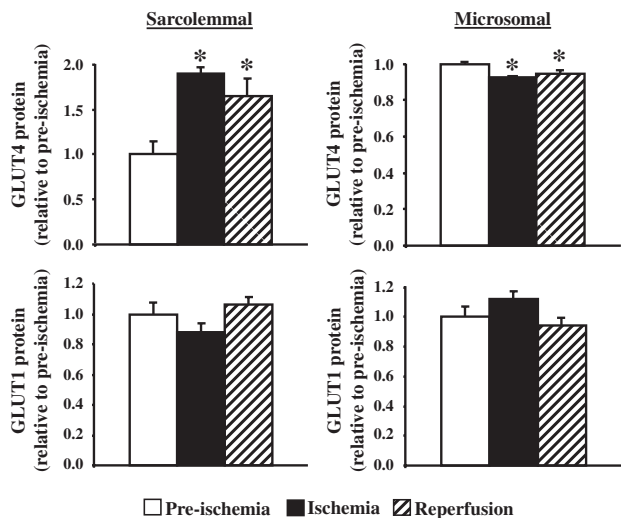 Sarcolemmal
Microsomal
GLUT4 protein
(relative to pre-ischemia)
2.0
1.5
1.0
0.5
0.0
*
*
GLUT4 protein
(relative to pre-ischemia)
1.0
0.8
0.6
0.4
0.2
0.0
*
*
GLUT1 protein
(relative to pre-ischemia)
1.2
1.0
0.8
0.6
0.4
0.2
0.0
GLUT1 protein
(relative to pre-ischemia)
1.2
1.0
0.8
0.6
0.4
0.2
0.0
Pre-ischemia Ischemia Reperfusion